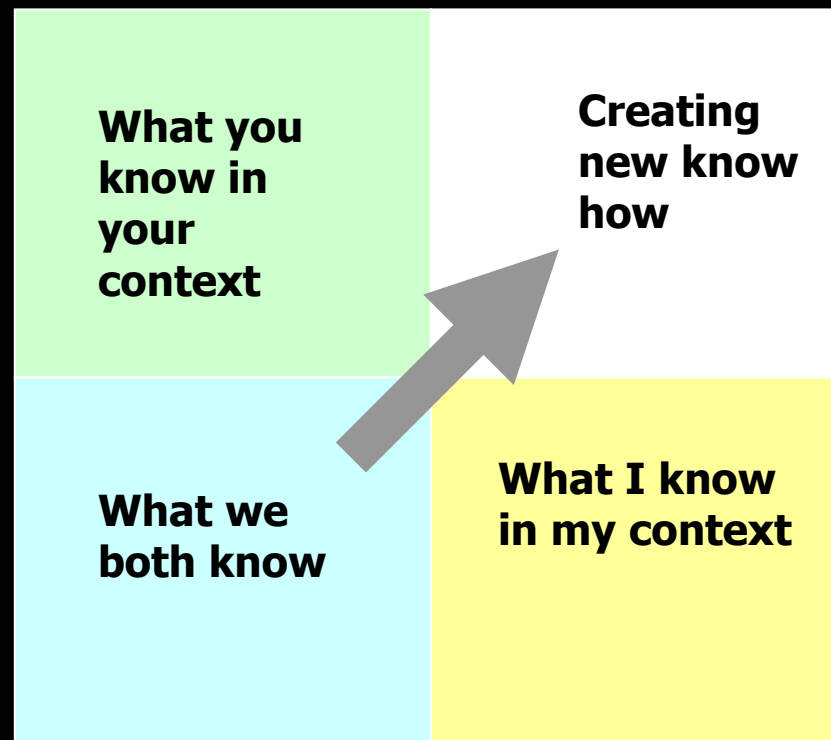 What you
know in
your
context
Creating
new know
how
What we
both know
What I know
in my context